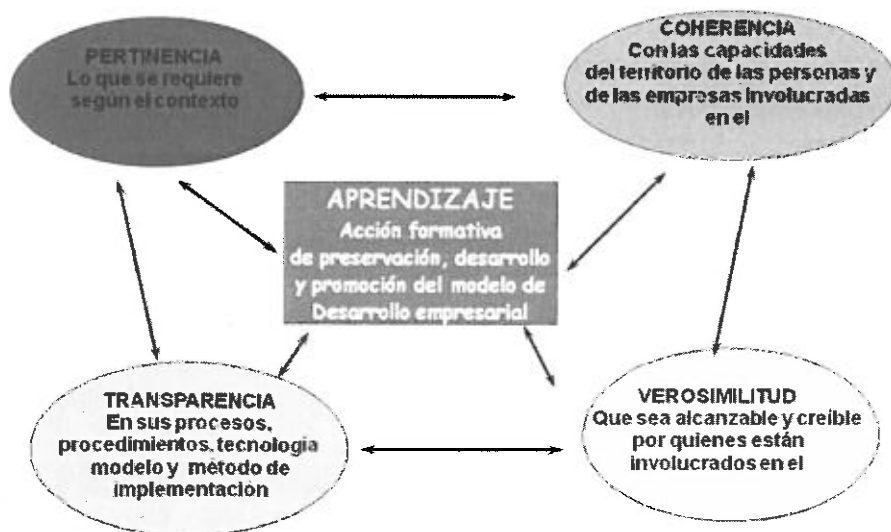 PERTINENCIA
Lo que se requiere
según el contexto
COHERENCIA
Con las capacidades
del territorio de las personas y
de las empresas involucradas
en el
APRENDIZAJE
Acción formativa
de preservación, desarrollo
y promoción del modelo de
Desarrollo empresarial
TRANSPARENCIA
En sus procesos,
procedimientos, tecnología
modelo y método de
implementación
VEROSIMILITUD
Que sea alcanzable y creíble
por quienes están
involucrados en el